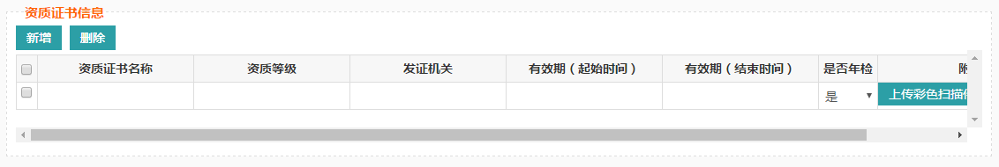 资质证书信息
新增 删除
资质证书名称 资质等级 发证机关 有效期（起始时间） 有效期（结束时间） 是否年检 附
是 上传彩色扫描